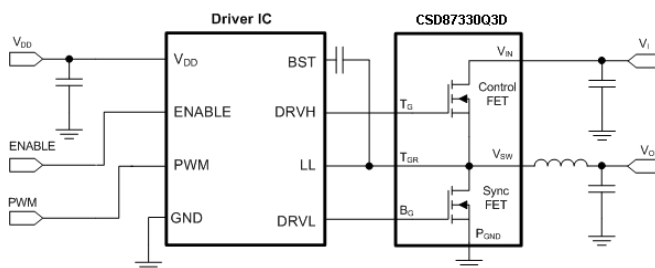 Driver IC
CSD87330Q3D
VDD
VDD
BST
VIN
VI
Control
FET
ENABLE
DRVH
TG
ENABLE
PWM
LL
TGR
VSW
VO
PWM
Sync
FET
GND
DRVL
BG
PGND